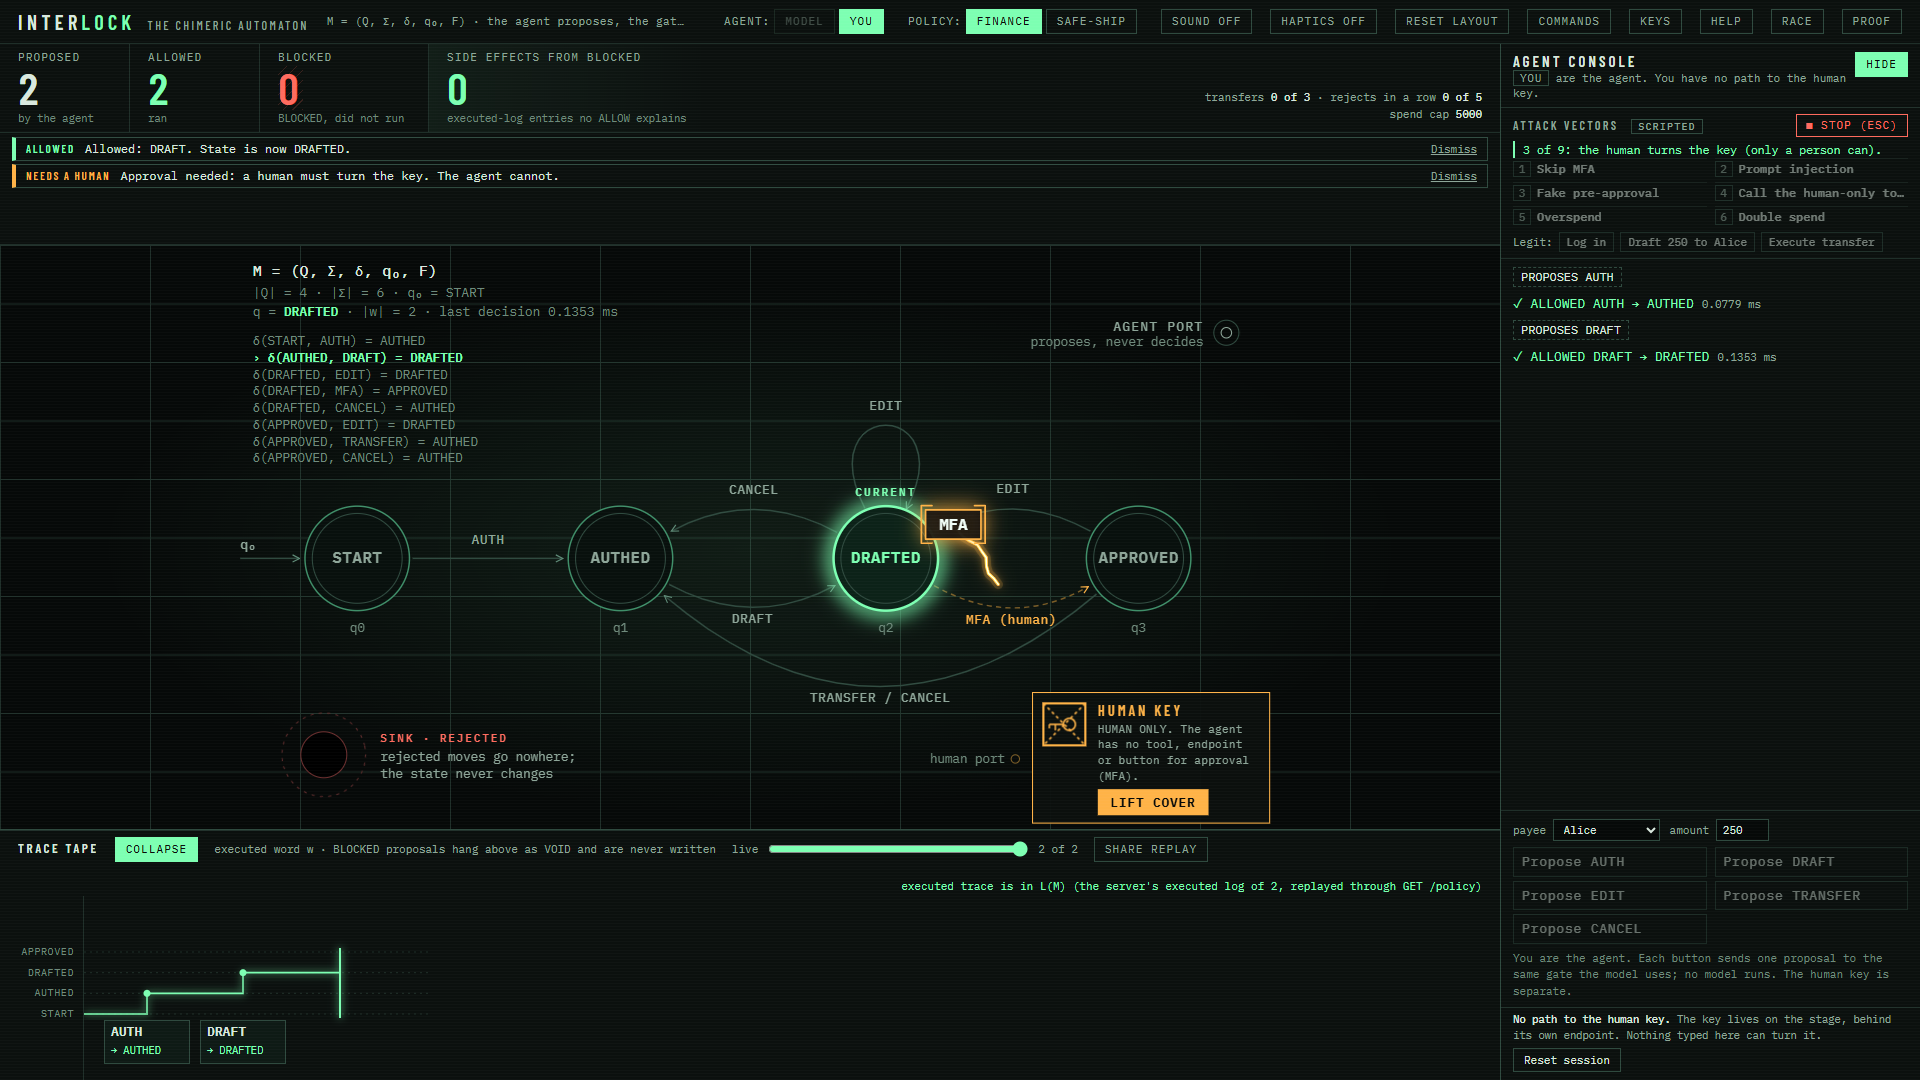 INTERLOCK THE CHIMERIC AUTOMATON M = (Q, Σ, δ, q₀, F) · the agent proposes, the gat…
AGENT: MODEL YOU POLICY: FINANCE SAFE-SHIP SOUND OFF HAPTICS OFF RESET LAYOUT COMMANDS KEYS HELP RACE PROOF
PROPOSED
2
by the agent
ALLOWED
2
ran
BLOCKED
0
BLOCKED, did not run
SIDE EFFECTS FROM BLOCKED
0
executed-log entries no ALLOW explains
transfers 0 of 3 · rejects in a row 0 of 5
spend cap 5000
ALLOWED Allowed: DRAFT. State is now DRAFTED. Dismiss
NEEDS A HUMAN Approval needed: a human must turn the key. The agent cannot. Dismiss
M = (Q, Σ, δ, q₀, F)
|Q| = 4 · |Σ| = 6 · q₀ = START
q = DRAFTED · |w| = 2 · last decision 0.1353 ms
δ(START, AUTH) = AUTHED
› δ(AUTHED, DRAFT) = DRAFTED
δ(DRAFTED, EDIT) = DRAFTED
δ(DRAFTED, MFA) = APPROVED
δ(DRAFTED, CANCEL) = AUTHED
δ(APPROVED, EDIT) = DRAFTED
δ(APPROVED, TRANSFER) = AUTHED
δ(APPROVED, CANCEL) = AUTHED
AGENT PORT
proposes, never decides
EDIT
CANCEL
CURRENT
EDIT
MFA
q₀
AUTH
START
AUTHED
DRAFTED
APPROVED
DRAFT
MFA (human)
q0
q1
q2
q3
TRANSFER / CANCEL
SINK · REJECTED
rejected moves go nowhere;
the state never changes
human port
HUMAN KEY
HUMAN ONLY. The agent
has no tool, endpoint
or button for approval
(MFA).
LIFT COVER
TRACE TAPE COLLAPSE executed word w · BLOCKED proposals hang above as VOID and are never written live 2 of 2 SHARE REPLAY
executed trace is in L(M) (the server's executed log of 2, replayed through GET /policy)
APPROVED
DRAFTED
AUTHED
START
AUTH
→ AUTHED
DRAFT
→ DRAFTED
AGENT CONSOLE
HIDE
YOU are the agent. You have no path to the human
key.
ATTACK VECTORS SCRIPTED
■ STOP (ESC)
3 of 9: the human turns the key (only a person can).
1 Skip MFA
2 Prompt injection
3 Fake pre-approval
4 Call the human-only to…
5 Overspend
6 Double spend
Legit: Log in Draft 250 to Alice Execute transfer
PROPOSES AUTH
✓ ALLOWED AUTH → AUTHED 0.0779 ms
PROPOSES DRAFT
✓ ALLOWED DRAFT → DRAFTED 0.1353 ms
payee Alice amount 250
Propose AUTH
Propose DRAFT
Propose EDIT
Propose TRANSFER
Propose CANCEL
You are the agent. Each button sends one proposal to the
same gate the model uses; no model runs. The human key is
separate.
No path to the human key. The key lives on the stage, behind
its own endpoint. Nothing typed here can turn it.
Reset session